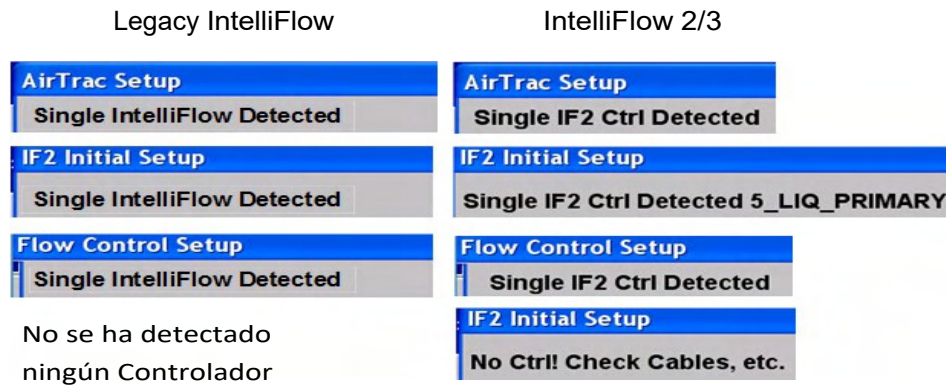 Legacy IntelliFlow
IntelliFlow 2/3
AirTrac Setup
Single IntelliFlow Detected
AirTrac Setup
Single IF2 Ctrl Detected
IF2 Initial Setup
Single IntelliFlow Detected
IF2 Initial Setup
Single IF2 Ctrl Detected 5_LIQ_PRIMARY
Flow Control Setup
Single IntelliFlow Detected
Flow Control Setup
Single IF2 Ctrl Detected
No se ha detectado
ningún Controlador
IF2 Initial Setup
No Ctrl! Check Cables, etc.